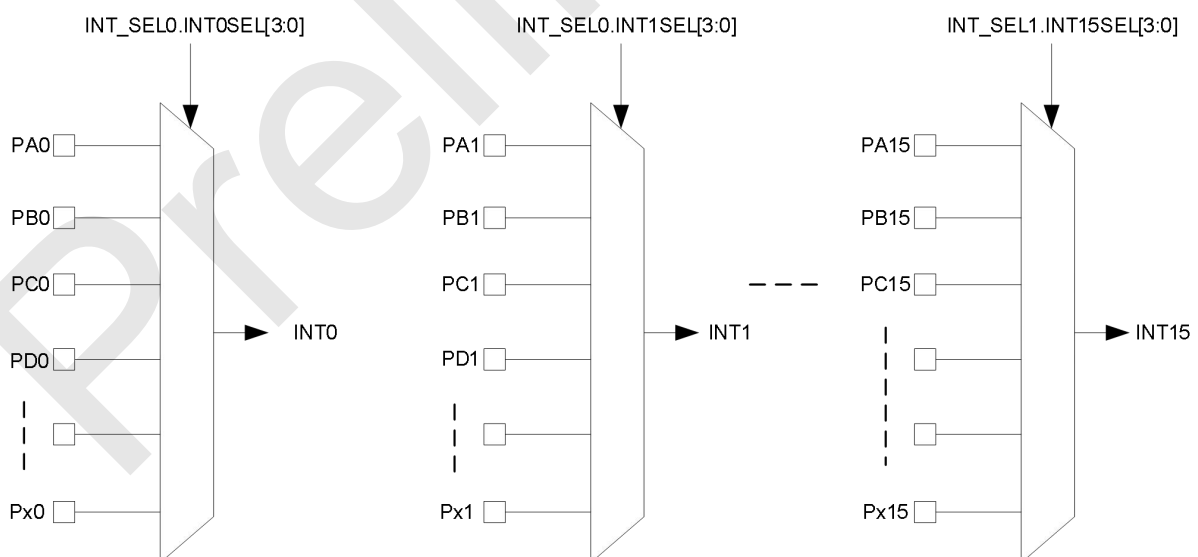 INT_SEL0.INT0SEL[3:0]
INT_SEL0.INT1SEL[3:0]
INT_SEL1.INT15SEL[3:0]
PA0
PB0
PC0
PD0
Px0
INT0
PA1
PB1
PC1
PD1
Px1
INT1
PA15
PB15
PC15
Px15
INT15
Preli